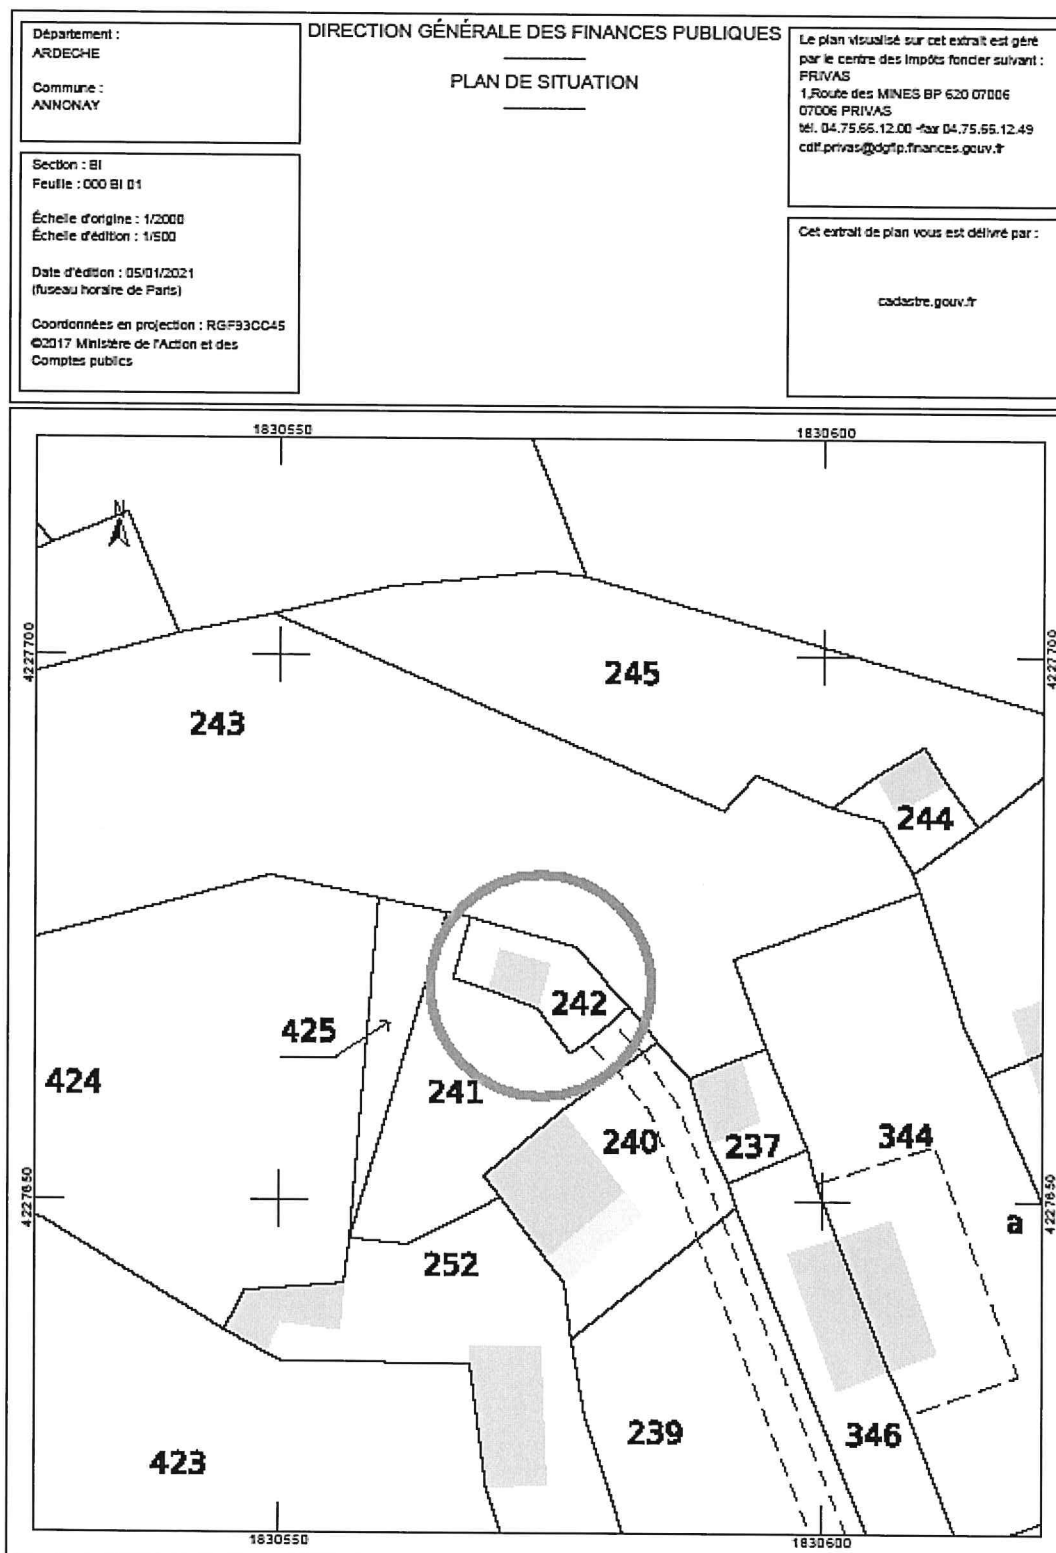 Département :
ARDECHE
Commune :
ANNONAY
Section : BI
Feuille : 000 BI 01
Échelle d'origine : 1/2000
Échelle d'édition : 1/500
Date d'édition : 05/01/2021
(fuseau horaire de Paris)
Coordonnées en projection : RGF93CC45
©2017 Ministère de l'Action et des
Comptes publics
DIRECTION GÉNÉRALE DES FINANCES PUBLIQUES
PLAN DE SITUATION
Le plan visualisé sur cet extrait est géré
par le centre des impôts foncier suivant :
PRIVAS
1,Route des MINES BP 620 07006
07006 PRIVAS
tél. 04.75.66.12.00 -fax 04.75.66.12.49
cdif.privas@dgfip.finances.gouv.fr
Cet extrait de plan vous est délivré par :
cadastre.gouv.fr
1830550
1830600
N
4227700
4227700
245
243
244
242
425
424
241
240
237
344
4227650
4227650
a
252
239
346
423
1830550
1830600